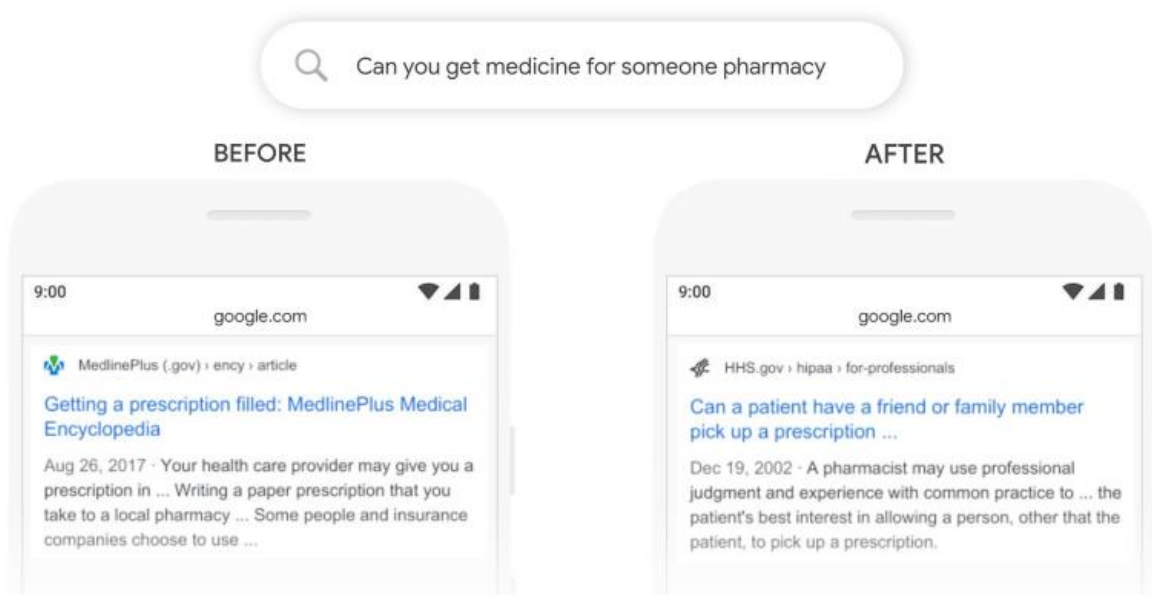 Can you get medicine for someone pharmacy
BEFORE
9:00
google.com
MedlinePlus (.gov) › ency › article
Getting a prescription filled: MedlinePlus Medical
Encyclopedia
Aug 26, 2017 · Your health care provider may give you a
prescription in ... Writing a paper prescription that you
take to a local pharmacy ... Some people and insurance
companies choose to use ...
AFTER
9:00
google.com
HHS.gov › hipaa › for-professionals
Can a patient have a friend or family member
pick up a prescription ...
Dec 19, 2002 · A pharmacist may use professional
judgment and experience with common practice to ... the
patient's best interest in allowing a person, other that the
patient, to pick up a prescription.